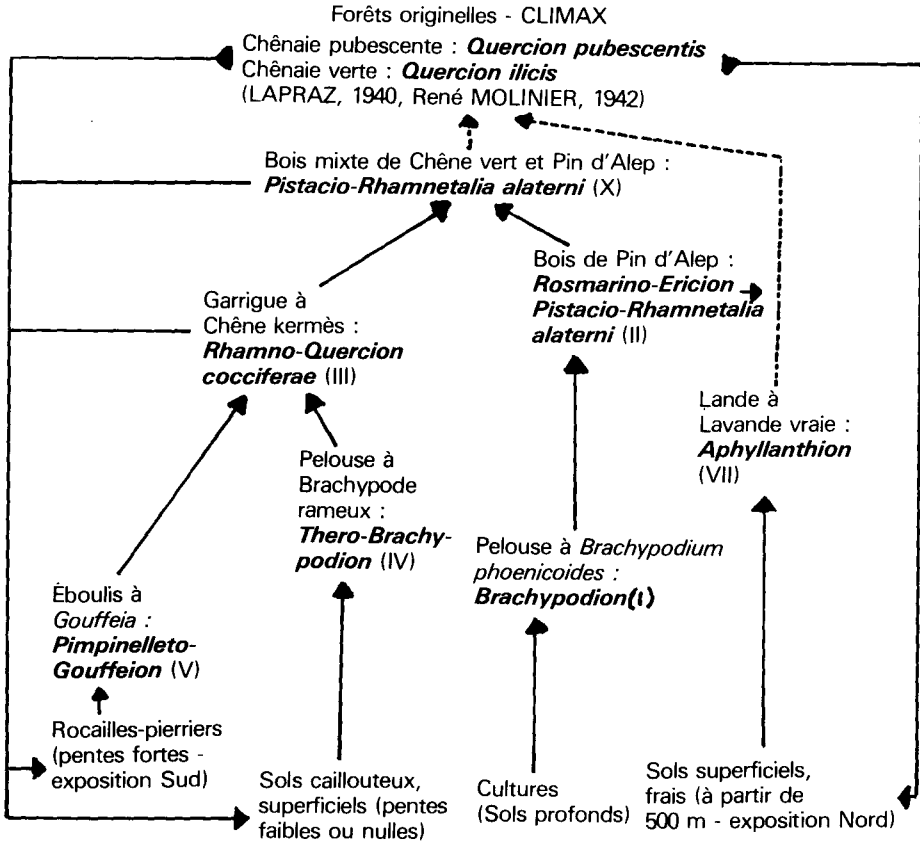 Forêts originelles - CLIMAX
Chênaie pubescente : Quercion pubescentis
Chênaie verte : Quercion ilicis
(LAPRAZ, 1940, René MOLINIER, 1942)
Bois mixte de Chêne vert et Pin d'Alep :
Pistacio-Rhamnetalia alaterni (X)
Bois de Pin d'Alep :
Rosmarino-Ericion
Pistacio-Rhamnetalia
alaterni (II)
Garrigue à
Chêne kermès :
Rhamno-Quercion
cocciferae (III)
Lande à
Lavande vraie :
Aphyllanthion
(VII)
Pelouse à
Brachypode
rameux :
Thero-Brachy-
podion (IV)
Pelouse à Brachypodium
phoenicoides :
Brachypodion(I)
Éboulis à
Gouffeia :
Pimpinelleto-
Gouffeion (V)
Rocailles-pierriers
(pentes fortes -
exposition Sud)
Sols caillouteux,
superficiels (pentes
faibles ou nulles)
Cultures
(Sols profonds)
Sols superficiels,
frais (à partir de
500 m - exposition Nord)